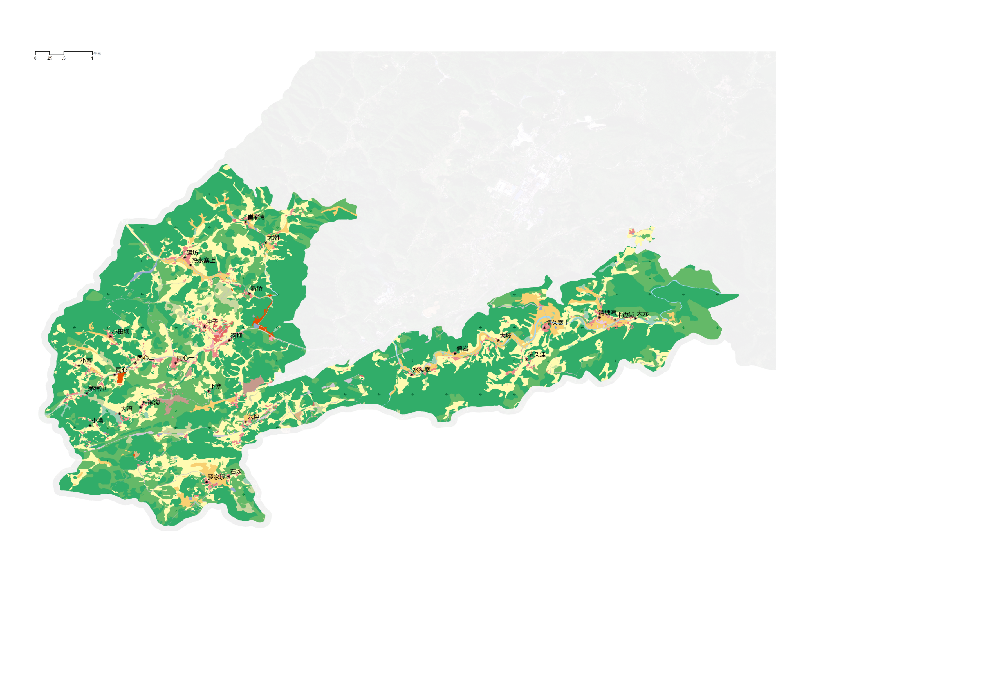 千米
0 .25 .5 1
崔家湾
大潮
碾坊
热水寨上
新桥
清塘湾
半边街
大元
冲子
情久寨上
小田坝
河坝
大坡
偏岩
情久洼
同心二
同心一
小寨
水头寨
同心三
下寨
茅稗冲
卢家沟
大湾
六坪
小湾
石坎
罗家坝